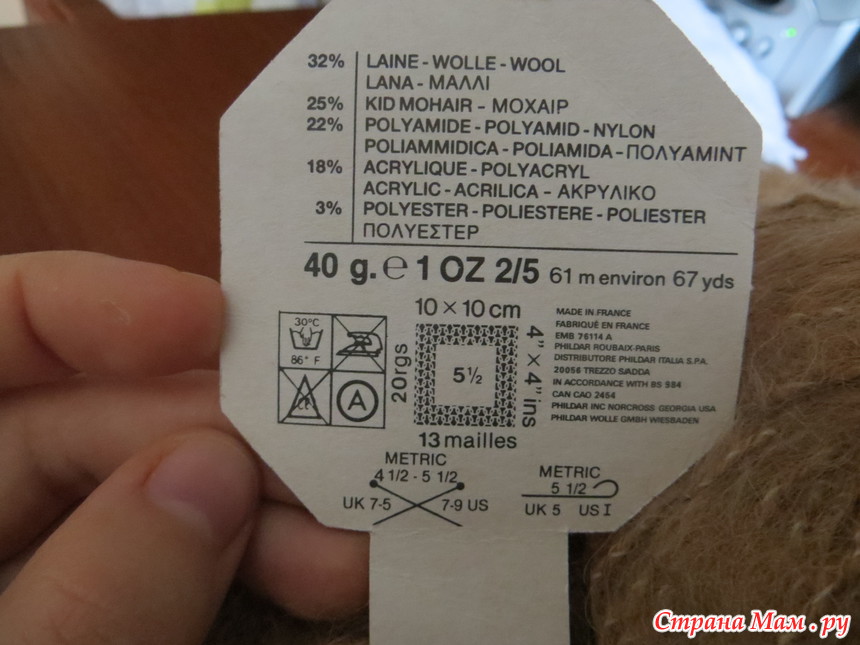 32% LAINE - WOLLE - WOOL
LANA - ΜΑΛΛΙ
25% KID MOHAIR - ΜΟΧΑΙΡ
22% POLYAMIDE - POLYAMID - NYLON
POLIAMMIDICA - POLIAMIDA - ΠΟΛΥΑΜΙΝΤ
18% ACRYLIQUE - POLYACRYL
ACRYLIC - ACRILICA - ΑΚΡΥΛΙΚΟ
3% POLYESTER - POLIESTERE - POLIESTER
ΠΟΛΥΕΣΤΕΡ
40 g. ℮ 1 OZ 2/5 61 m environ 67 yds
30°C
86° F
CL
A
10 × 10 cm
20rgs
5 ½
4" × 4" ins
13 mailles
MADE IN FRANCE
FABRIQUÉ EN FRANCE
EMB 76114 A
PHILDAR ROUBAIX-PARIS
DISTRIBUTORE PHILDAR ITALIA S.P.A.
20056 TREZZO S/ADDA
IN ACCORDANCE WITH BS 984
CAN CAO 2454
PHILDAR INC NORCROSS GEORGIA USA
PHILDAR WOLLE GMBH WIESBADEN
METRIC
4 1/2 - 5 1/2
UK 7-5 7-9 US
METRIC
5 1/2
UK 5 US I
Страна Мам.ру